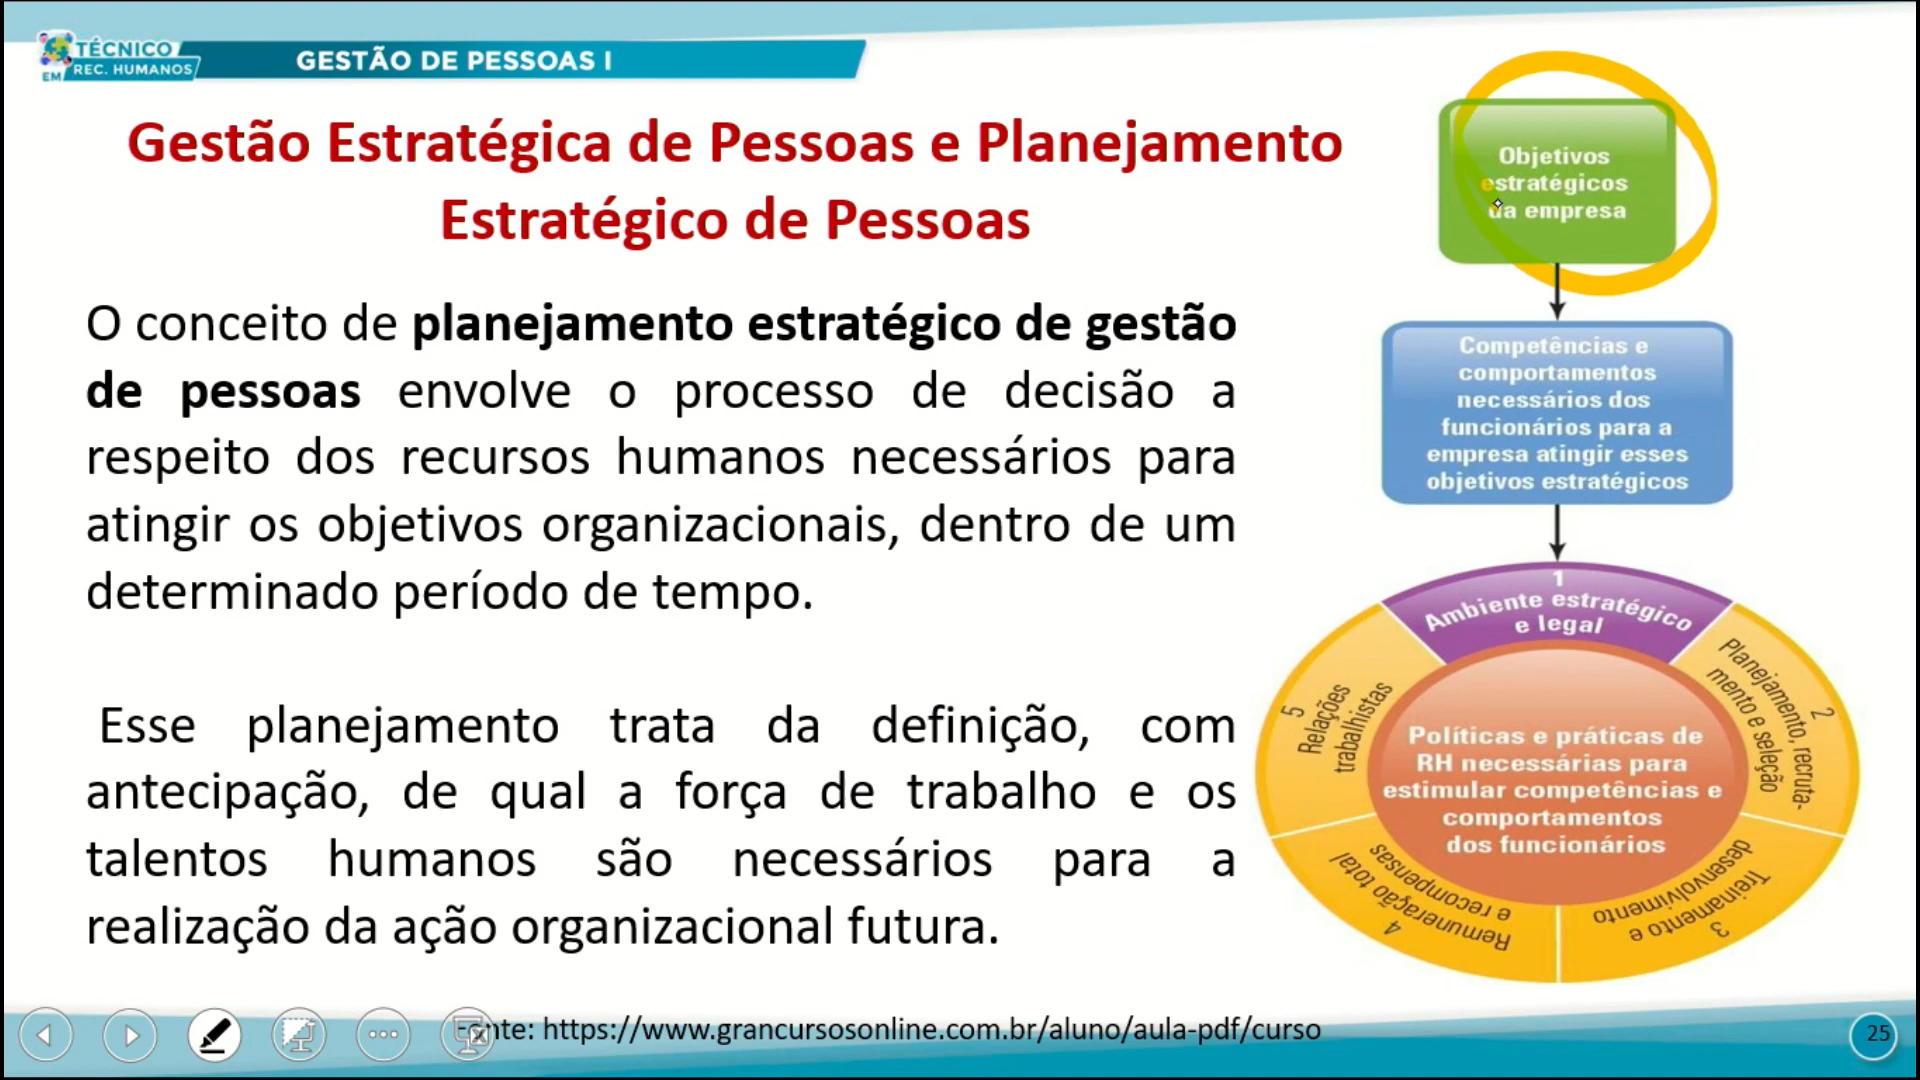 TÉCNICO
EM REC. HUMANOS
GESTÃO DE PESSOAS I
Gestão Estratégica de Pessoas e Planejamento
Estratégico de Pessoas
O conceito de planejamento estratégico de gestão
de pessoas envolve o processo de decisão a
respeito dos recursos humanos necessários para
atingir os objetivos organizacionais, dentro de um
determinado período de tempo.
Esse planejamento trata da definição, com
antecipação, de qual a força de trabalho e os
talentos humanos são necessários para a
realização da ação organizacional futura.
Objetivos
estratégicos
da empresa
Competências e
comportamentos
necessários dos
funcionários para a
empresa atingir esses
objetivos estratégicos
1
Ambiente estratégico
e legal
2
Planejamento, recruta-
mento e seleção
3
Treinamento e
desenvolvimento
4
Remuneração total
e recompensas
5
Relações
trabalhistas
Políticas e práticas de
RH necessárias para
estimular competências e
comportamentos
dos funcionários
Fonte: https://www.grancursosonline.com.br/aluno/aula-pdf/curso
25